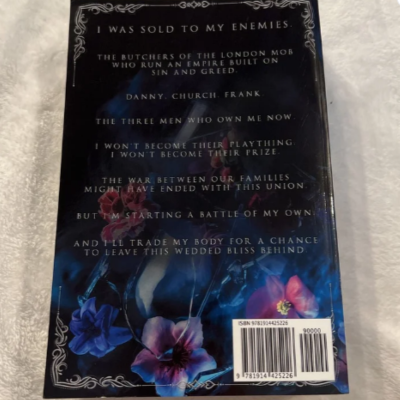 I WAS SOLD TO MY ENEMIES.
THE BUTCHERS OF THE LONDON MOB
WHO RUN AN EMPIRE BUILT ON
SIN AND GREED.
DANNY. CHURCH. FRANK.
THE THREE MEN WHO OWN ME NOW.
I WON'T BECOME THEIR PLAYTHING.
I WON'T BECOME THEIR PRIZE.
THE WAR BETWEEN OUR FAMILIES
MIGHT HAVE ENDED WITH THIS UNION.
BUT I'M STARTING A BATTLE OF MY OWN.
AND I'LL TRADE MY BODY FOR A CHANCE
TO LEAVE THIS WEDDED BLISS BEHIND.
ISBN 9781914425226
90000
9 781914 425226